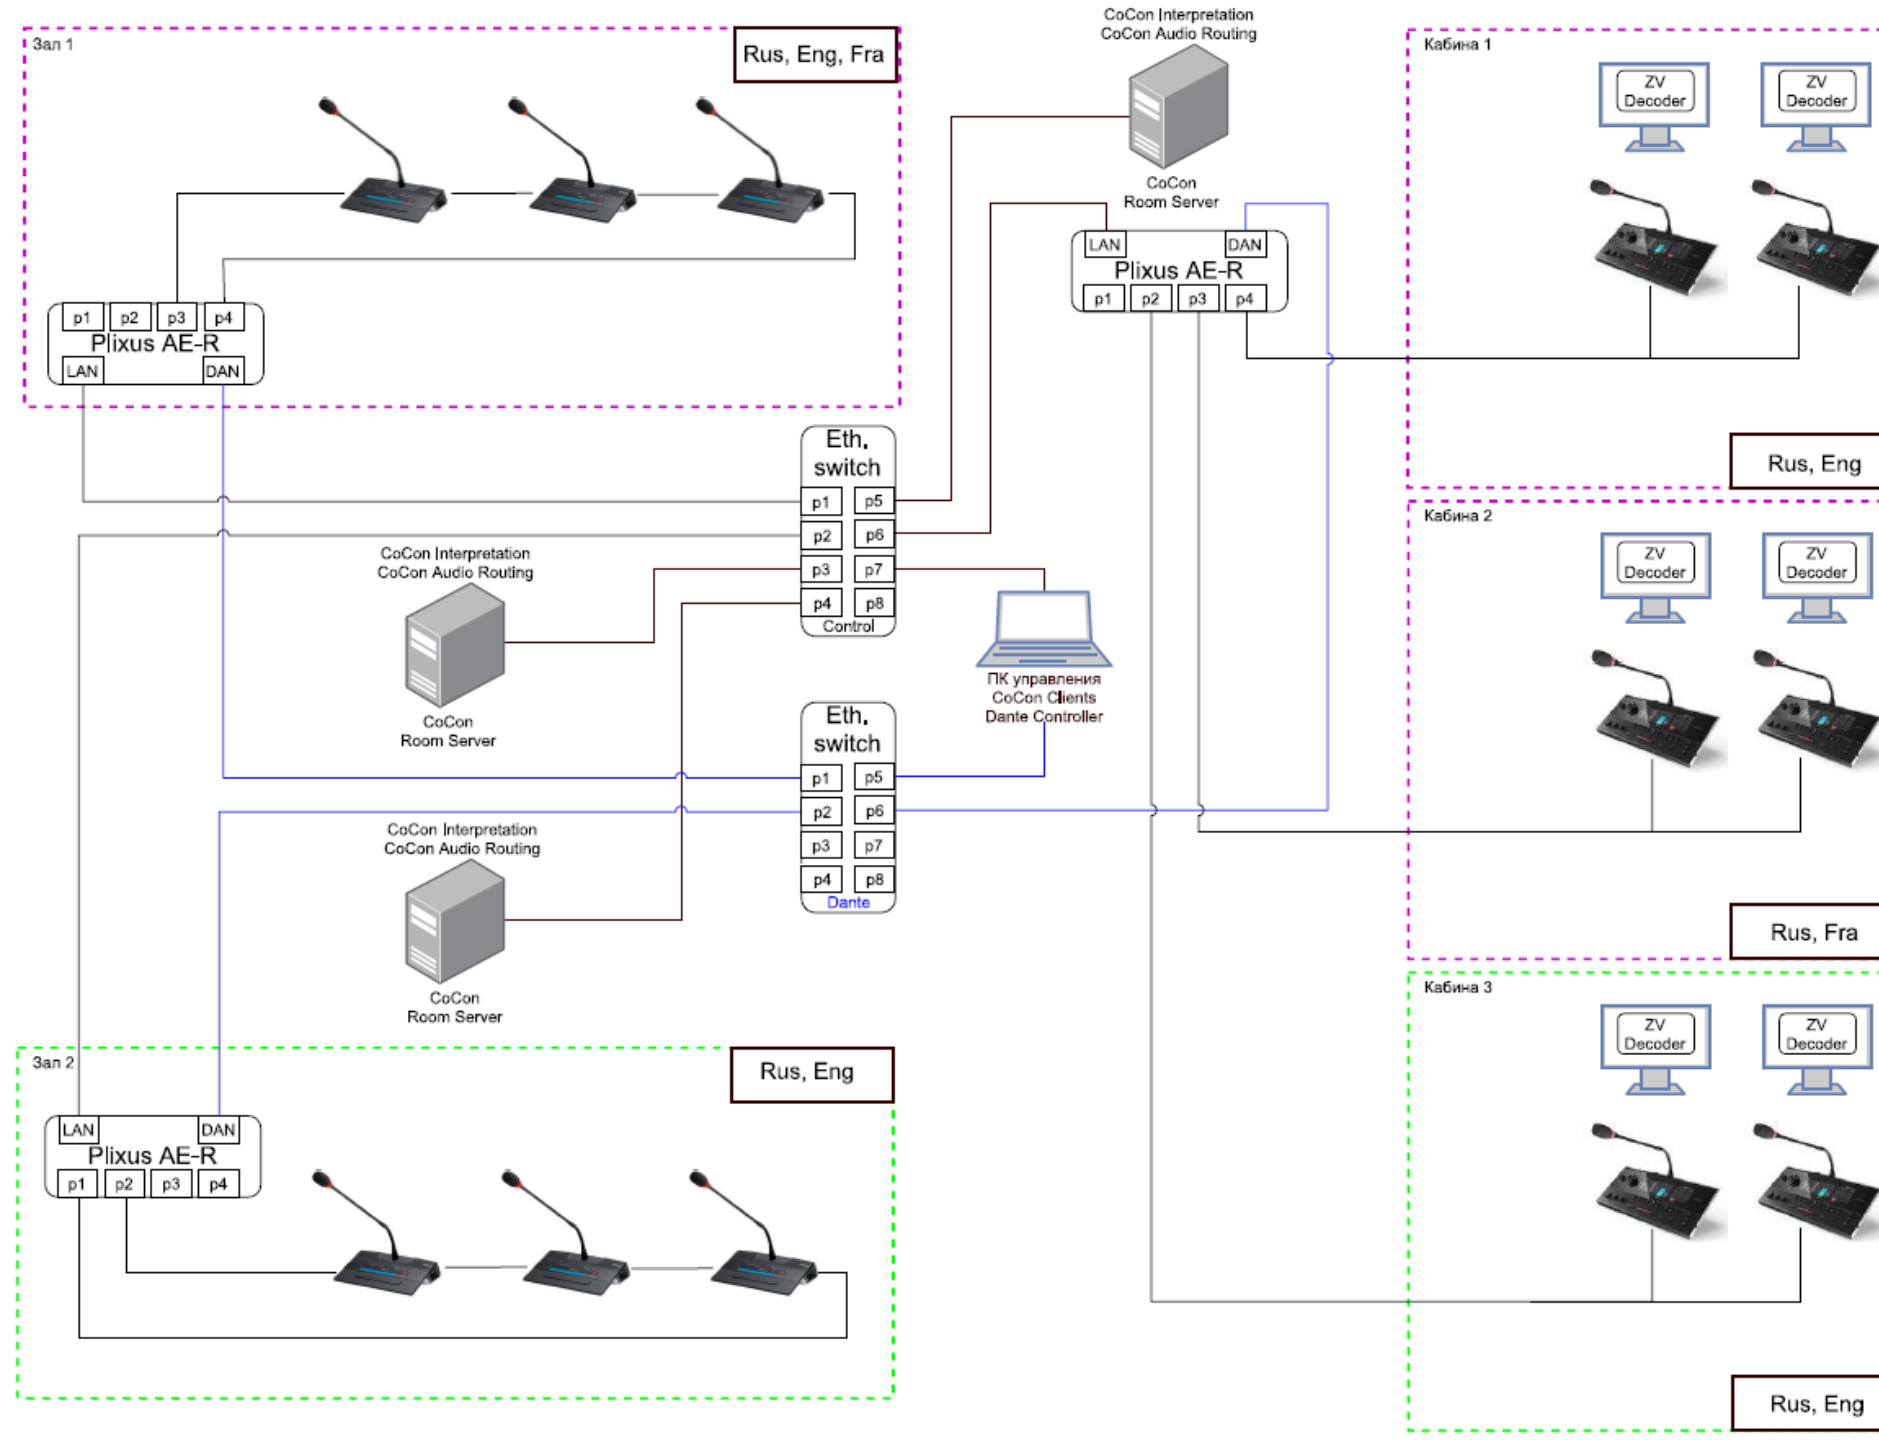 Зал 1
Rus, Eng, Fra
p1
p2
p3
p4
Plixus AE-R
LAN
DAN
CoCon Interpretation
CoCon Audio Routing
CoCon
Room Server
LAN
DAN
Plixus AE-R
p1
p2
p3
p4
Кабина 1
ZV
Decoder
ZV
Decoder
Rus, Eng
Eth.
switch
p1
p5
p2
p6
p3
p7
p4
p8
Control
CoCon Interpretation
CoCon Audio Routing
CoCon
Room Server
ПК управления
CoCon Clients
Dante Controller
Кабина 2
ZV
Decoder
ZV
Decoder
Rus, Fra
Eth.
switch
p1
p5
p2
p6
p3
p7
p4
p8
Dante
CoCon Interpretation
CoCon Audio Routing
CoCon
Room Server
Кабина 3
ZV
Decoder
ZV
Decoder
Rus, Eng
Зал 2
Rus, Eng
LAN
DAN
Plixus AE-R
p1
p2
p3
p4